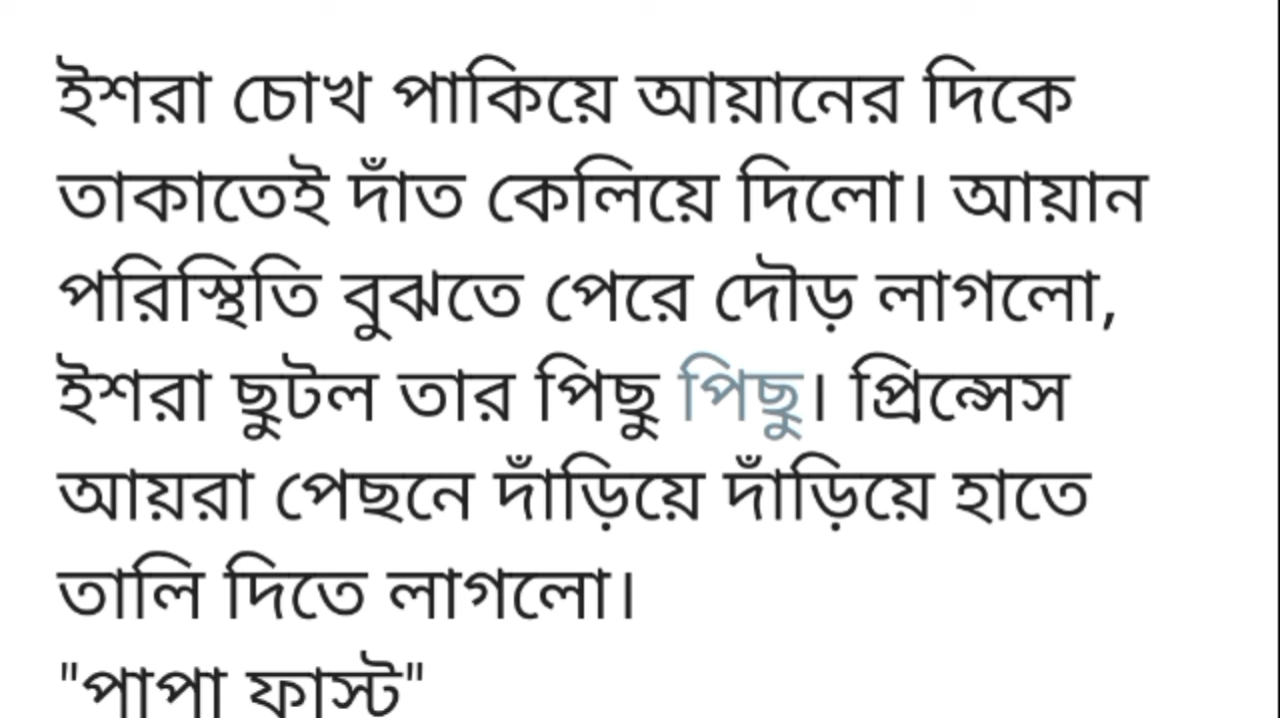 ইশরা চোখ পাকিয়ে আয়ানের দিকে
তাকাতেই দাঁত কেলিয়ে দিলো। আয়ান
পরিস্থিতি বুঝতে পেরে দৌড় লাগলো,
ইশরা ছুটল তার পিছু পিছু। প্রিন্সেস
আয়রা পেছনে দাঁড়িয়ে দাঁড়িয়ে হাতে
তালি দিতে লাগলো।
"পাপা ফাস্ট"